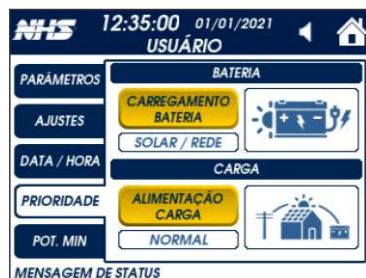 NHS 12:35:00 01/01/2021
USUÁRIO
PARÂMETROS
AJUSTES
DATA / HORA
PRIORIDADE
POT. MIN
BATERIA
CARREGAMENTO
BATERIA
SOLAR / REDE
CARGA
ALIMENTAÇÃO
CARGA
NORMAL
MENSAGEM DE STATUS